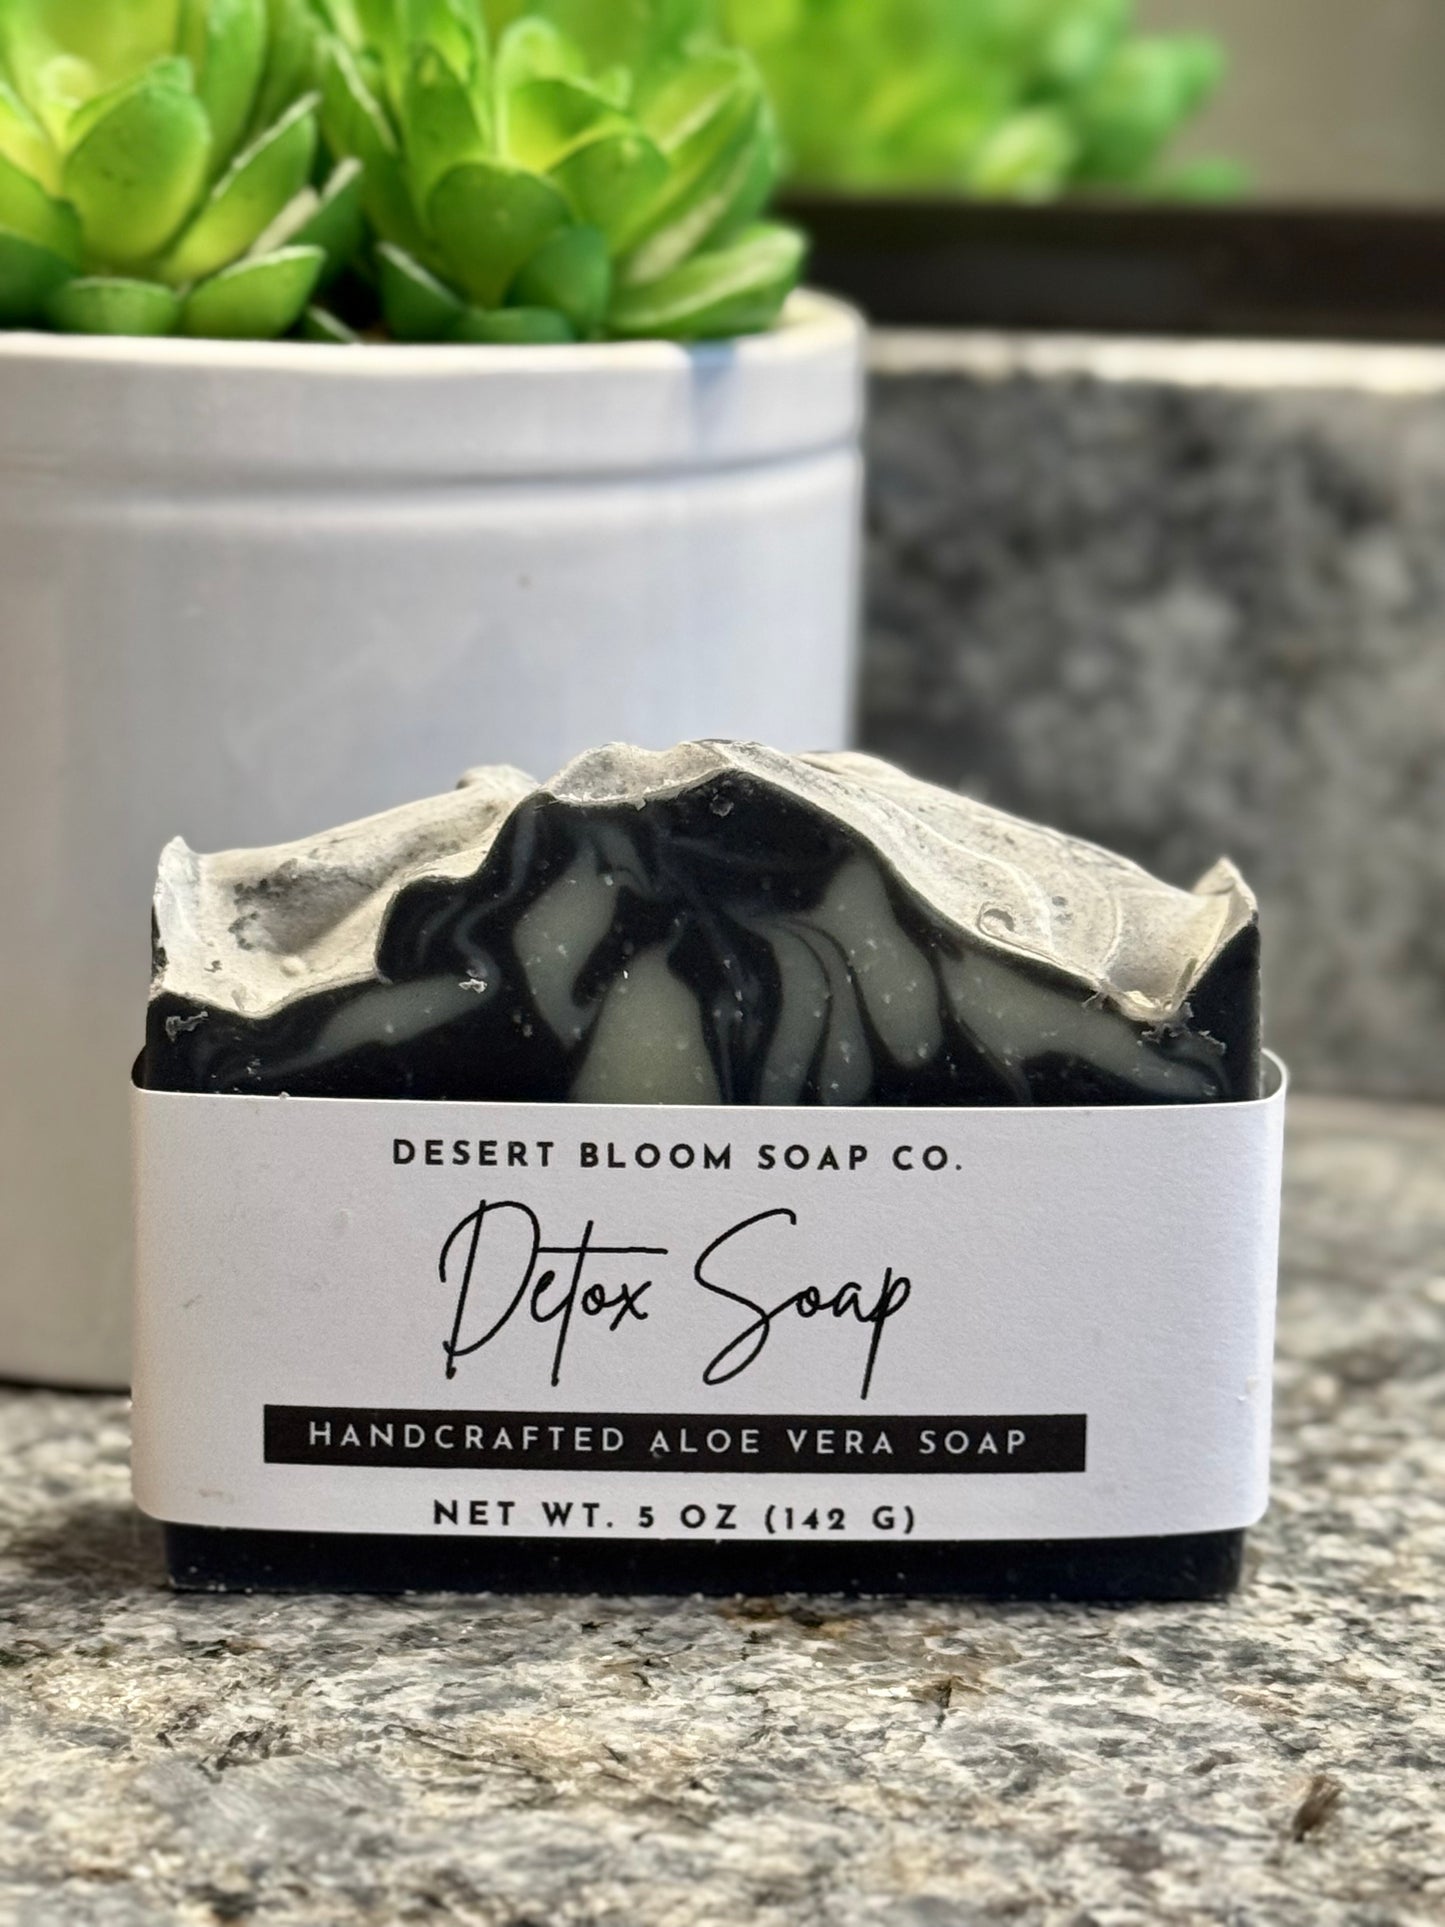 DESERT BLOOM SOAP CO.
Detox Soap
HANDCRAFTED ALOE VERA SOAP
NET WT. 5 OZ (142 G)